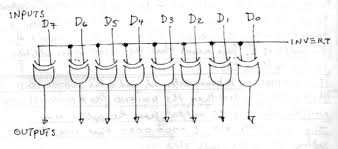 INPUTS
D7 D6 D5 D4 D3 D2 D1 D0
INVERT
OUTPUTS